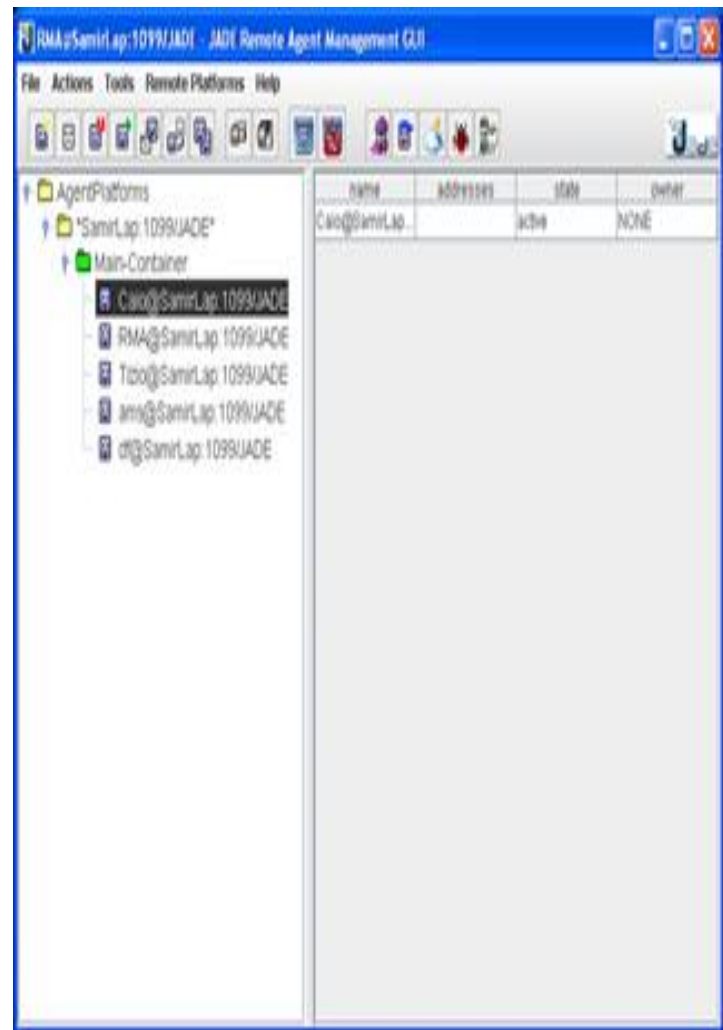 RMA@SamirLap:1099/JADE - JADE Remote Agent Management GUI
File Actions Tools Remote Platforms Help
AgentPlatforms
"SamirLap:1099/JADE"
Main-Container
Caio@SamirLap:1099/JADE
RMA@SamirLap:1099/JADE
Tizio@SamirLap:1099/JADE
ams@SamirLap:1099/JADE
df@SamirLap:1099/JADE
name addresses state owner
Caio@SamirLap... active NONE